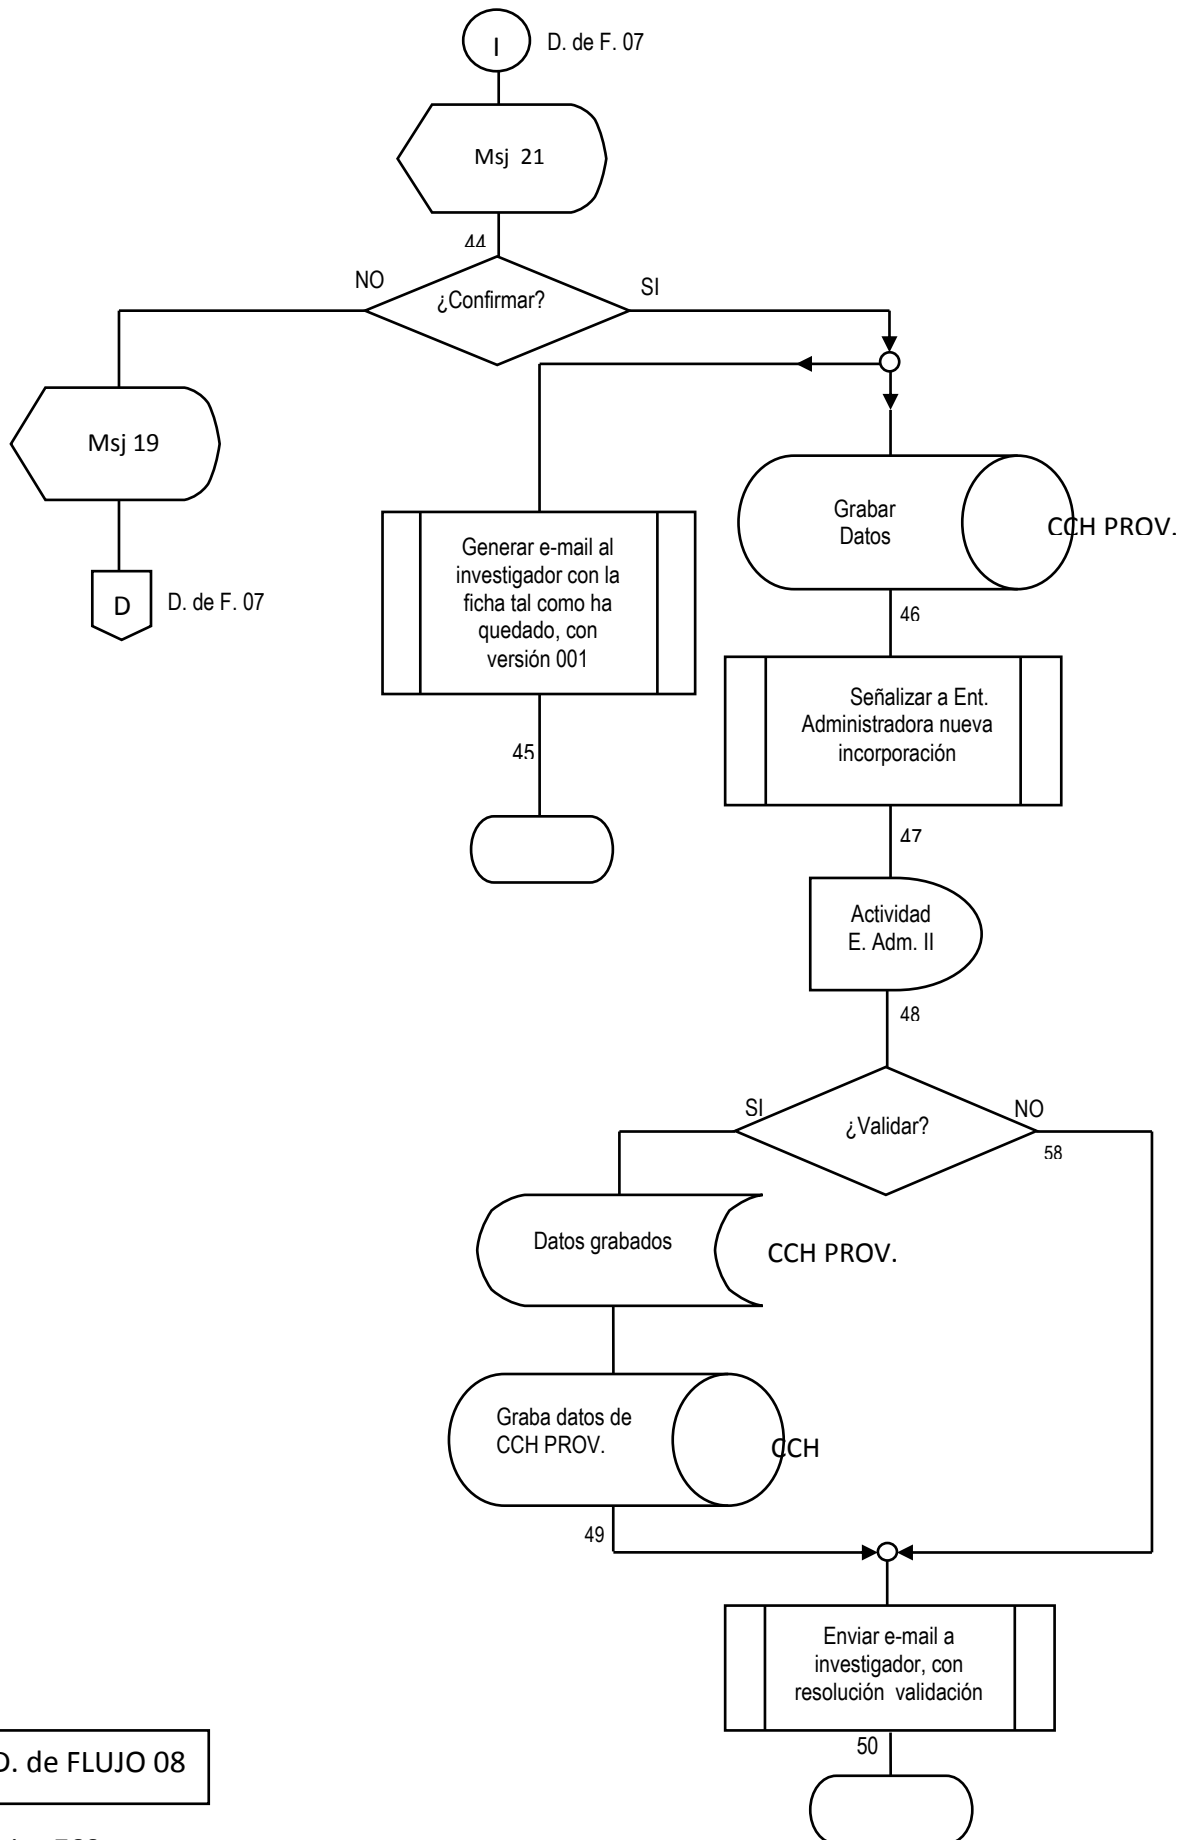 I
D. de F. 07
Msj 21
44
NO
¿Confirmar?
SI
Msj 19
D
D. de F. 07
Generar e-mail al
investigador con la
ficha tal como ha
quedado, con
versión 001
45
Grabar
Datos
CCH PROV.
46
Señalizar a Ent.
Administradora nueva
incorporación
47
Actividad
E. Adm. II
48
SI
¿Validar?
NO
58
Datos grabados
CCH PROV.
Graba datos de
CCH PROV.
CCH
49
Enviar e-mail a
investigador, con
resolución validación
50
D. de FLUJO 08